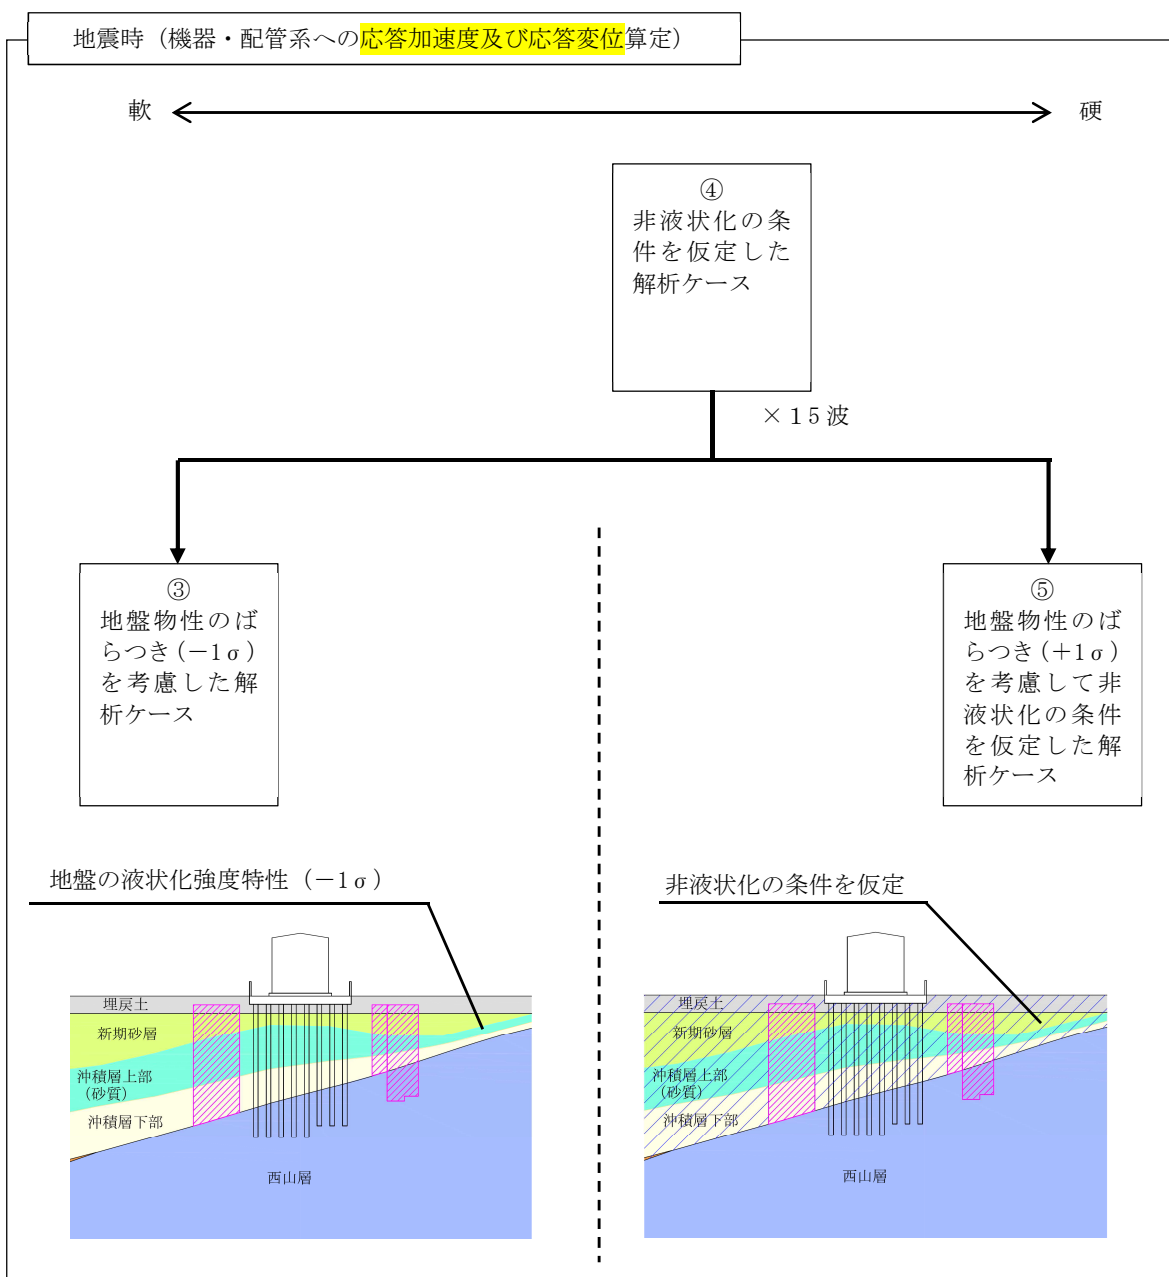 地震時（機器・配管系への応答加速度及び応答変位算定）
軟
硬
④
非液状化の条
件を仮定した
解析ケース
×１５波
③
地盤物性のば
らつき（－1σ）
を考慮した解
析ケース
⑤
地盤物性のば
らつき（＋1σ）
を考慮して非
液状化の条件
を仮定した解
析ケース
地盤の液状化強度特性（－1σ）
埋戻土
新期砂層
沖積層上部
（砂質）
沖積層下部
西山層
非液状化の条件を仮定
埋戻土
新期砂層
沖積層上部
（砂質）
沖積層下部
西山層